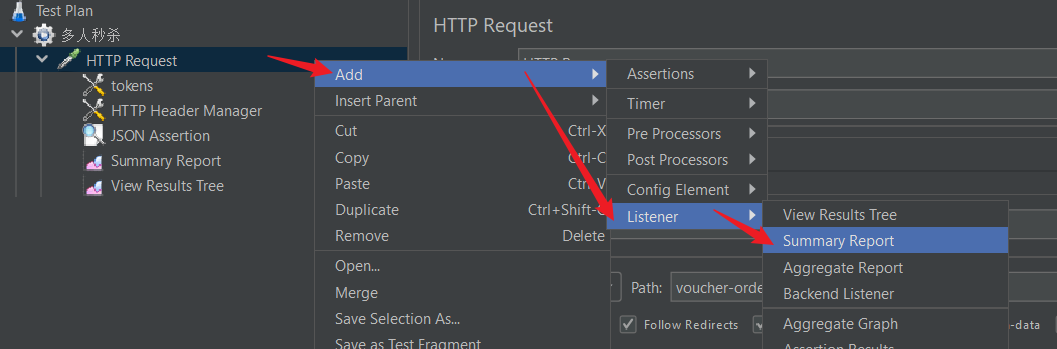 Test Plan
多人秒杀
HTTP Request
tokens
HTTP Header Manager
JSON Assertion
Summary Report
View Results Tree
HTTP Request
Add
Insert Parent
Cut Ctrl-X
Copy Ctrl-C
Paste Ctrl-V
Duplicate Ctrl+Shift-C
Remove Delete
Open...
Merge
Save Selection As...
Save as Test Fragment
Assertions
Timer
Pre Processors
Post Processors
Config Element
Listener
View Results Tree
Summary Report
Aggregate Report
Backend Listener
Aggregate Graph
Assertion Results
Path: voucher-orde
Follow Redirects
-data